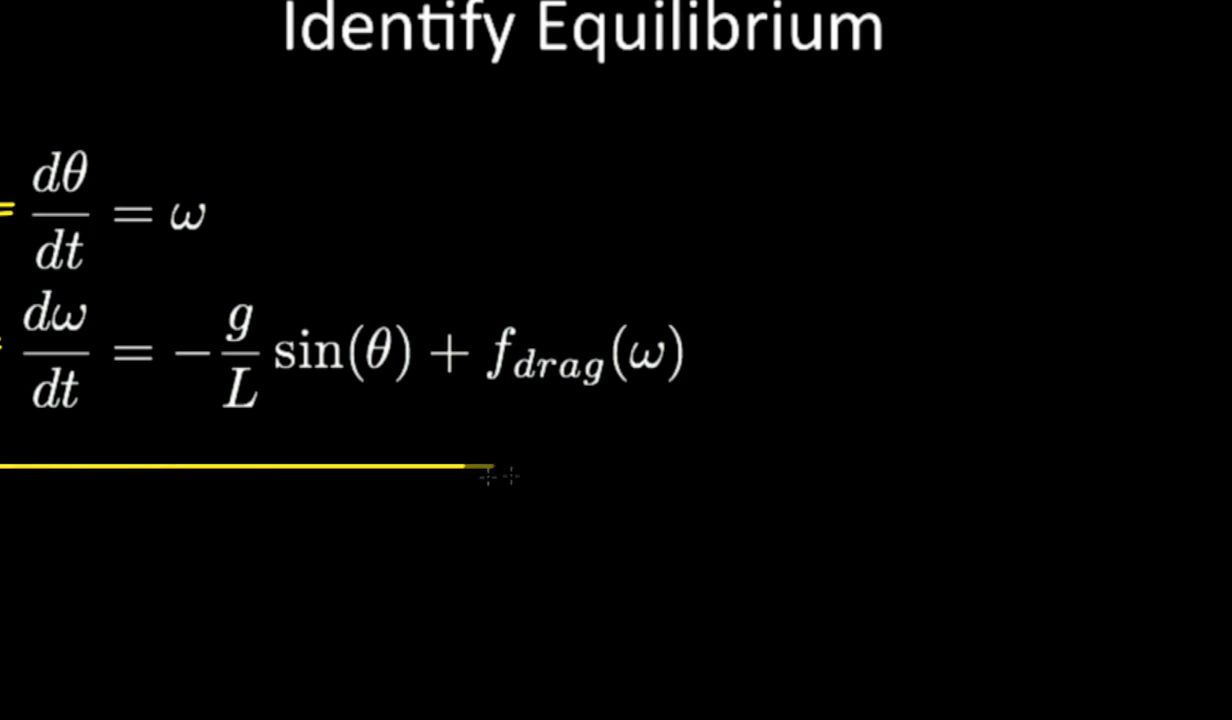 Identify Equilibrium
= dθ/dt = ω
dω/dt = −g/L sin(θ) + f_drag(ω)